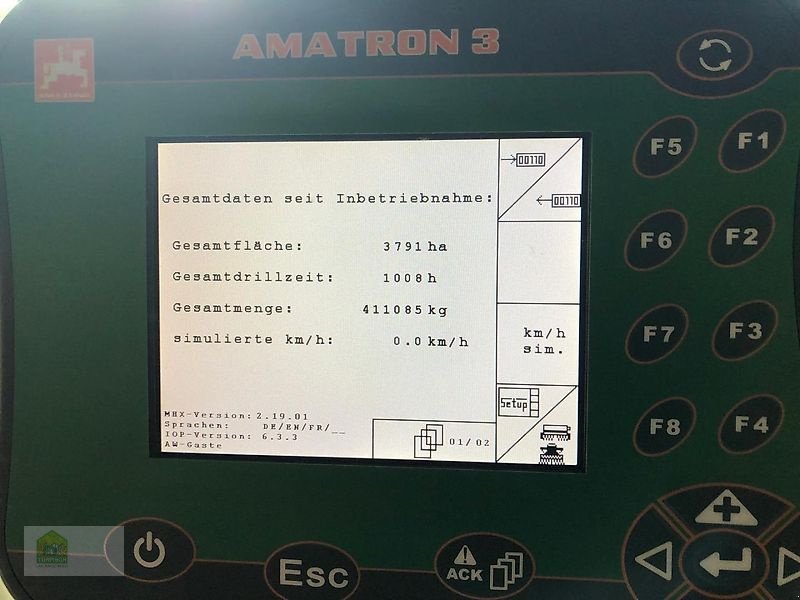 AMATRON 3
00110
00110
Gesamtdaten seit Inbetriebnahme:
Gesamtfläche: 3791 ha
Gesamtdrillzeit: 1008 h
Gesamtmenge: 411085 kg
simulierte km/h: 0.0 km/h
km/h
sim.
Setup
MHX-Version: 2.19.01
Sprachen: DE/EN/FR/__
IOP-Version: 6.3.3
AW-Gaste
01/02
F5
F1
F6
F2
F7
F3
F8
F4
Esc
ACK